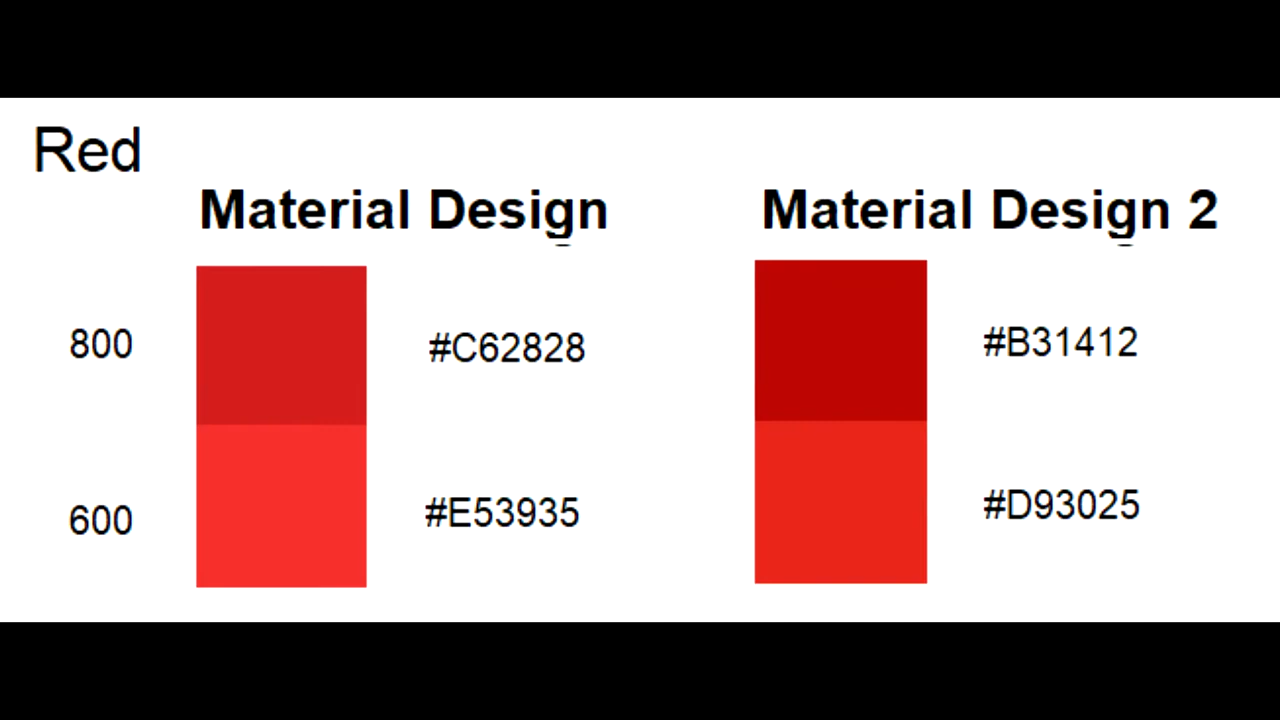 Red
Material Design
Material Design 2
800
#C62828
#B31412
600
#E53935
#D93025